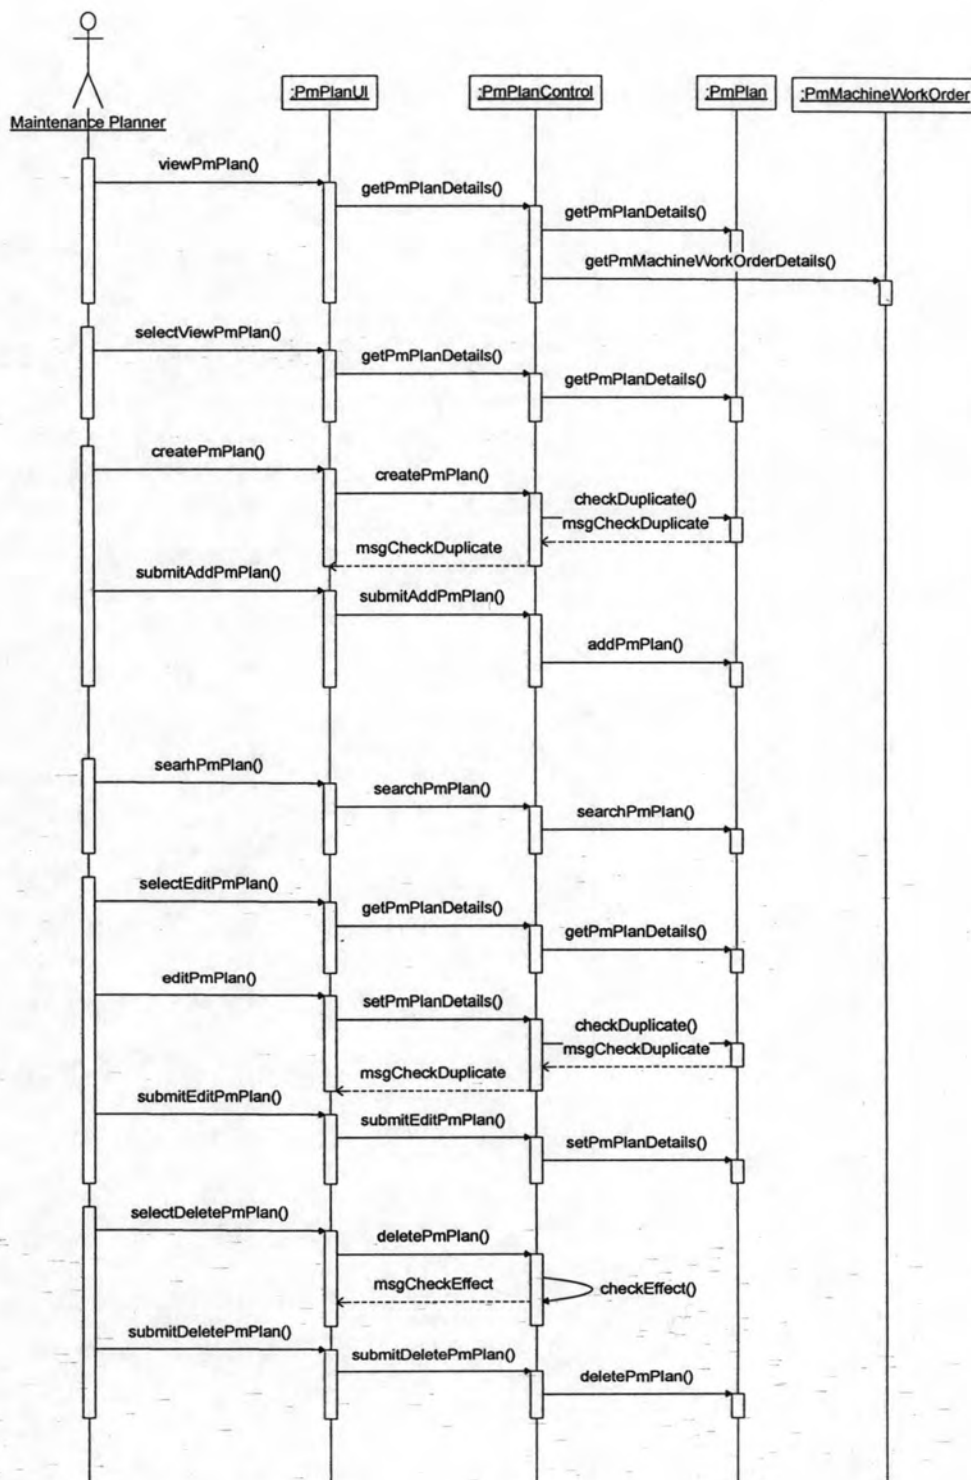 :PmPlanUI
:PmPlanControl
:PmPlan
:PmMachineWorkOrder
Maintenance Planner
viewPmPlan()
getPmPlanDetails()
getPmPlanDetails()
getPmMachineWorkOrderDetails()
selectViewPmPlan()
getPmPlanDetails()
getPmPlanDetails()
createPmPlan()
createPmPlan()
checkDuplicate()
msgCheckDuplicate
msgCheckDuplicate
submitAddPmPlan()
submitAddPmPlan()
addPmPlan()
searhPmPlan()
searchPmPlan()
searchPmPlan()
selectEditPmPlan()
getPmPlanDetails()
getPmPlanDetails()
editPmPlan()
setPmPlanDetails()
checkDuplicate()
msgCheckDuplicate
msgCheckDuplicate
submitEditPmPlan()
submitEditPmPlan()
setPmPlanDetails()
selectDeletePmPlan()
deletePmPlan()
msgCheckEffect
checkEffect()
submitDeletePmPlan()
submitDeletePmPlan()
deletePmPlan()